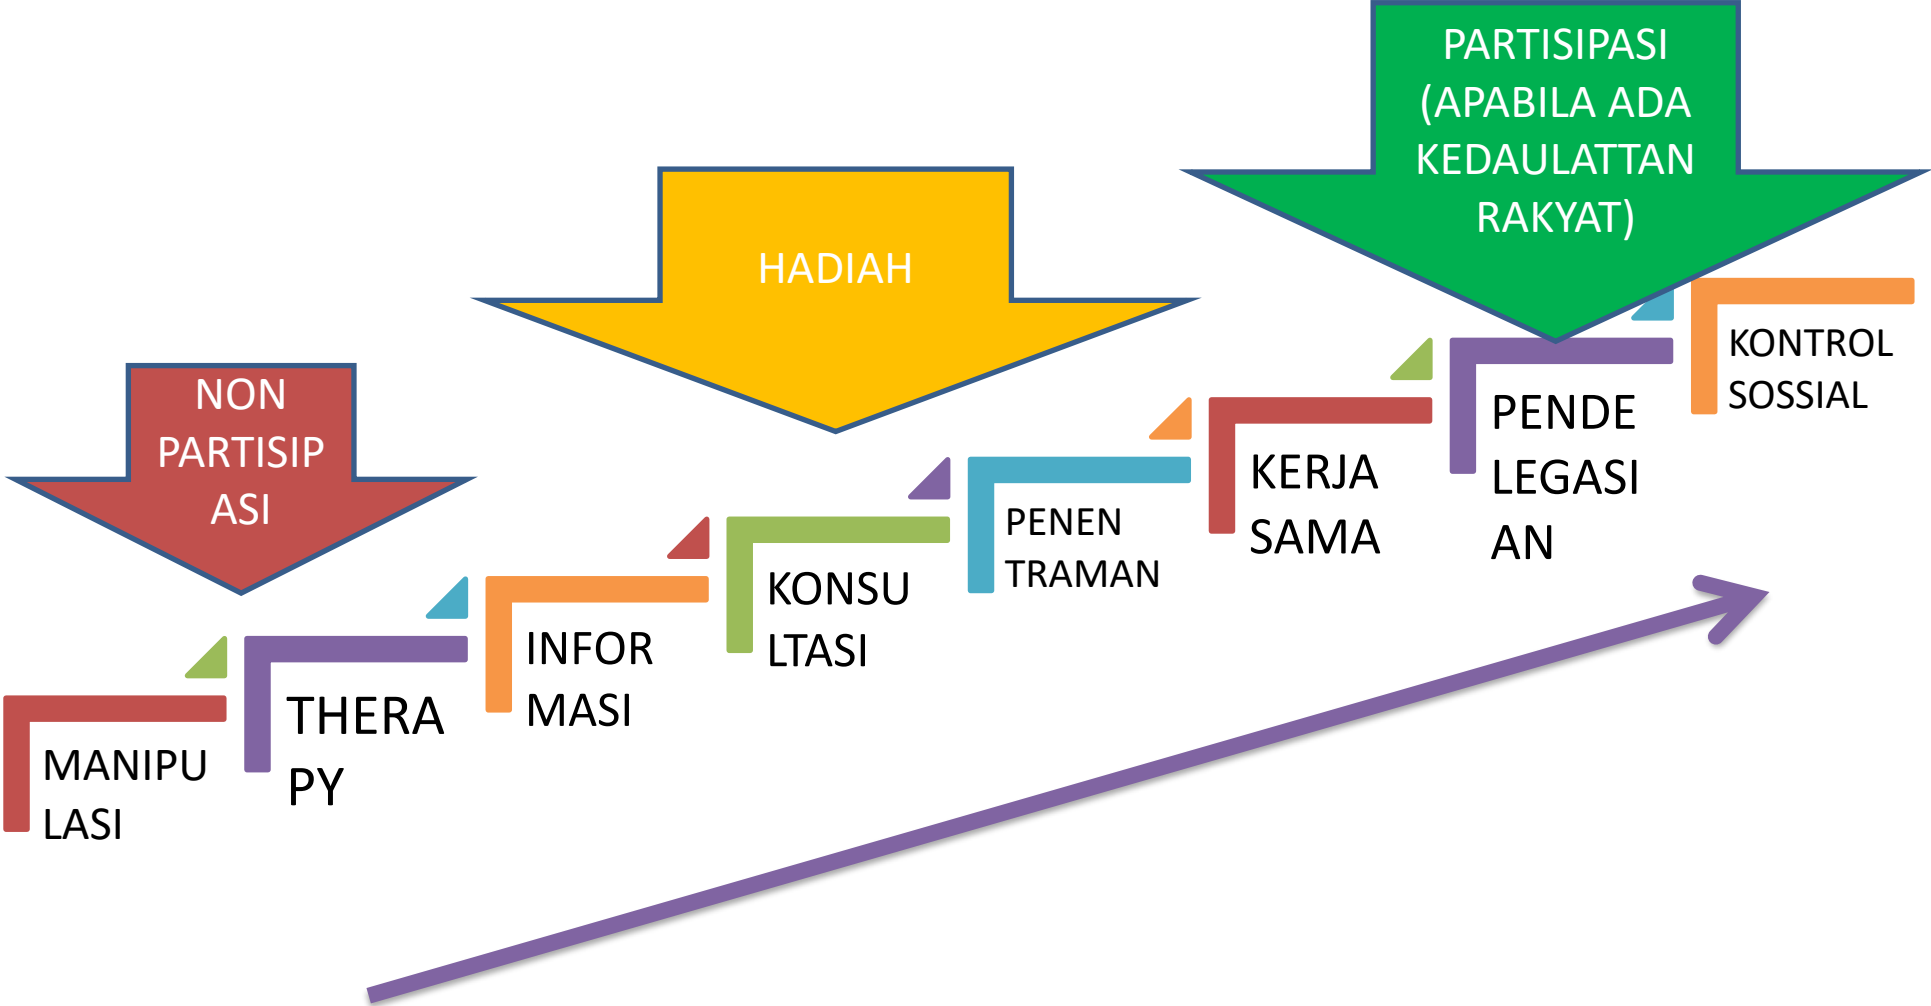 NON
PARTISIP
ASI
HADIAH
PARTISIPASI
(APABILA ADA
KEDAULATTAN
RAKYAT)
MANIPU
LASI
THERA
PY
INFOR
MASI
KONSU
LTASI
PENEN
TRAMAN
KERJA
SAMA
PENDE
LEGASI
AN
KONTROL
SOSSIAL